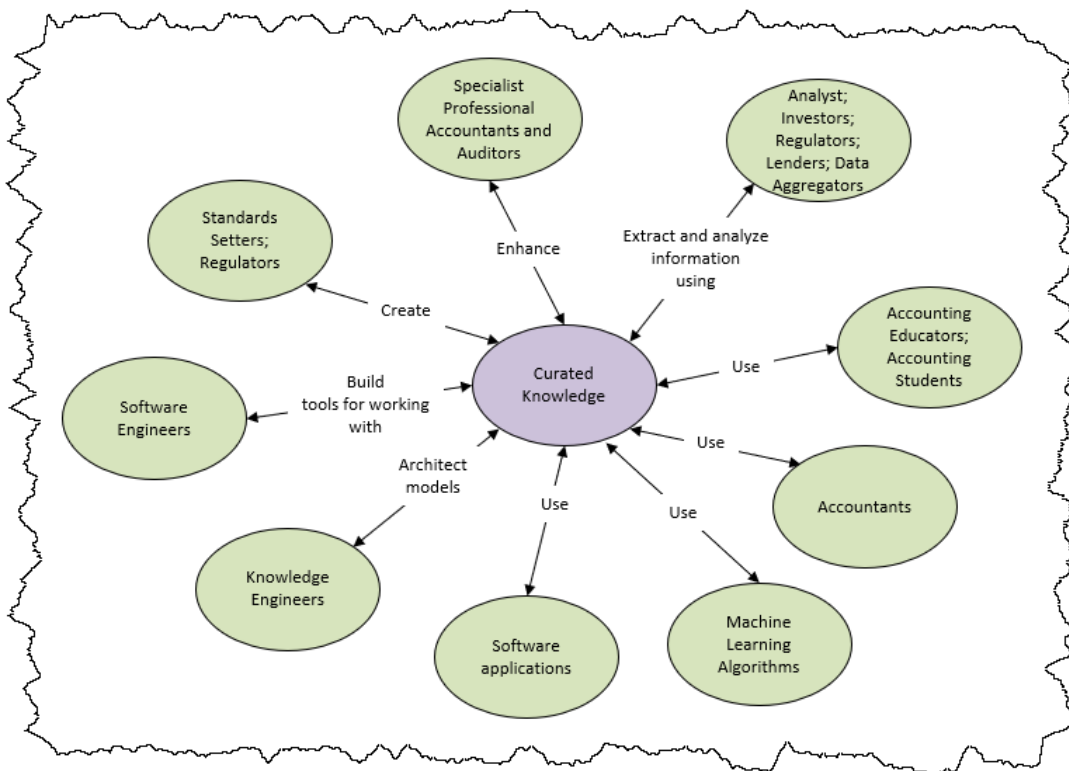 Specialist
Professional
Accountants and
Auditors
Analyst;
Investors;
Regulators;
Lenders; Data
Aggregators
Standards
Setters;
Regulators
Enhance
Extract and analyze
information
using
Create
Accounting
Educators;
Accounting
Students
Use
Curated
Knowledge
Build
tools for working
with
Software
Engineers
Use
Architect
models
Accountants
Use
Use
Knowledge
Engineers
Software
applications
Machine
Learning
Algorithms